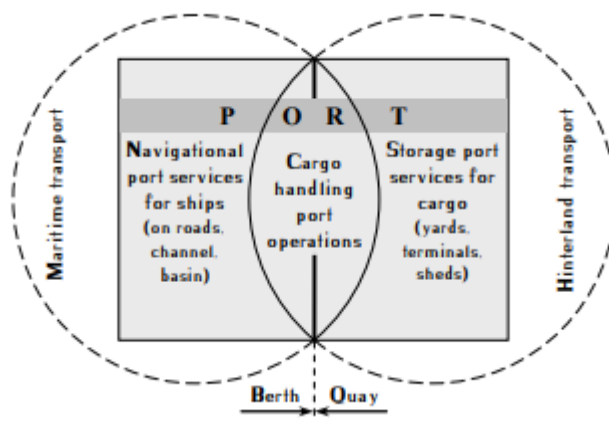 P O R T
Maritime transport
Navigational
port services
for ships
(on roads,
channel,
basin)
Cargo
handling
port
operations
Storage port
services for
cargo
(yards,
terminals,
sheds)
Hinterland transport
Berth
Quay